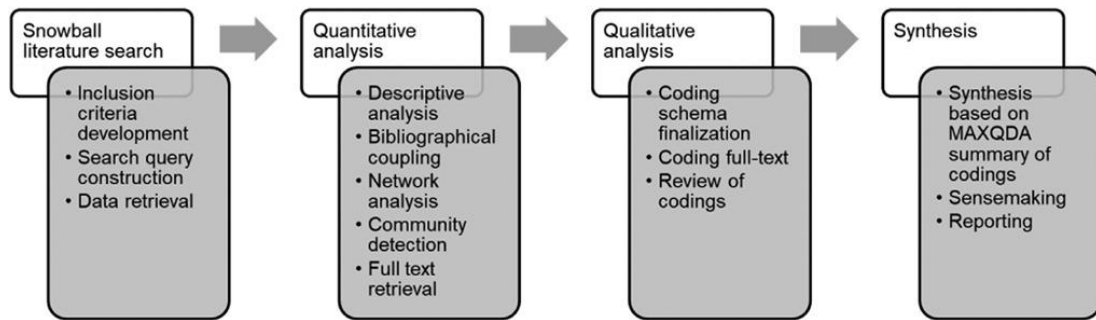 Snowball
literature search
• Inclusion
criteria
development
• Search query
construction
• Data retrieval
Quantitative
analysis
• Descriptive
analysis
• Bibliographical
coupling
• Network
analysis
• Community
detection
• Full text
retrieval
Qualitative
analysis
• Coding
schema
finalization
• Coding full-text
• Review of
codings
Synthesis
• Synthesis
based on
MAXQDA
summary of
codings
• Sensemaking
• Reporting